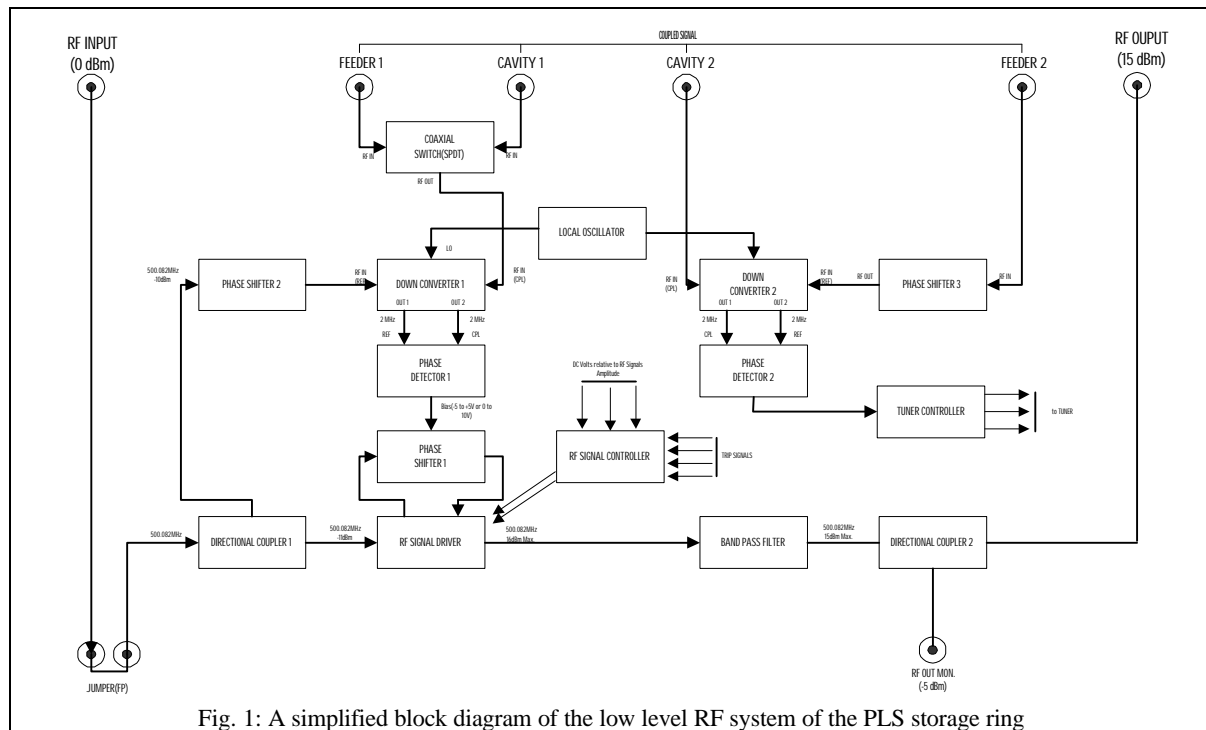 COUPLED SIGNAL
RF INPUT
(0 dBm)
FEEDER 1
CAVITY 1
CAVITY 2
FEEDER 2
RF OUPUT
(15 dBm)
COAXIAL
SWITCH(SPDT)
RF IN
RF IN
RF OUT
LOCAL OSCILLATOR
LO
500.082MHz
-10dBm
PHASE SHIFTER 2
RF IN
(REF)
DOWN CONVERTER 1
OUT 1
OUT 2
RF IN
(CPL)
RF IN
(CPL)
DOWN
CONVERTER 2
OUT 1
OUT 2
RF IN
(REF)
RF OUT
PHASE SHIFTER 3
RF IN
2 MHz
2 MHz
REF
CPL
2 MHz
2 MHz
CPL
REF
PHASE
DETECTOR 1
PHASE
DETECTOR 2
DC Volts relative to RF Signals
Amplitude
Bias(-5 to +5V or 0 to
10V)
TUNER CONTROLLER
to TUNER
PHASE
SHIFTER 1
RF SIGNAL CONTROLLER
TRIP SIGNALS
500.082MHz
DIRECTIONAL COUPLER 1
500.082MHz
-11dBm
RF SIGNAL DRIVER
500.082MHz
16dBm Max.
BAND PASS FILTER
500.082MHz
15dBm Max.
DIRECTIONAL COUPLER 2
JUMPER(FP)
RF OUT MON.
(-5 dBm)
Fig. 1: A simplified block diagram of the low level RF system of the PLS storage ring